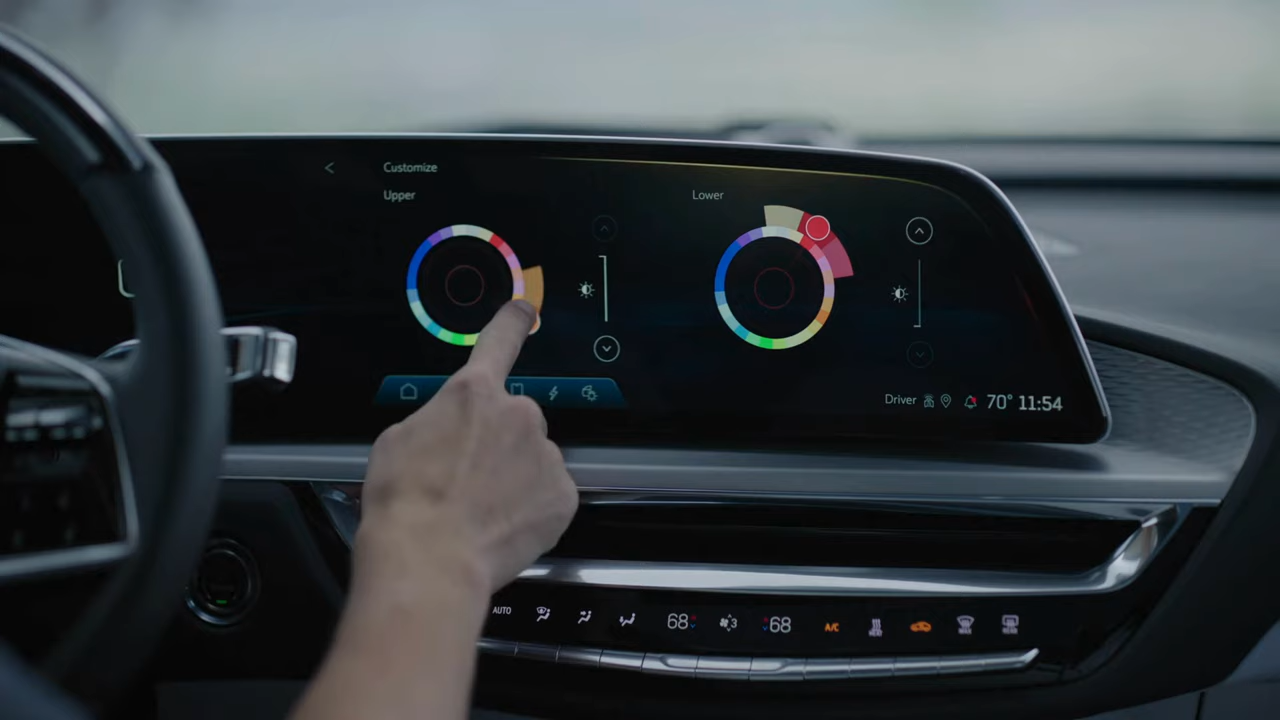 Customize
Upper
Lower
Driver 70° 11:54
AUTO 68 3 68 A/C